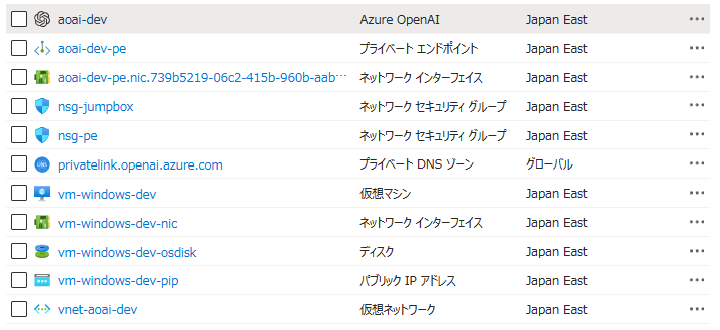 aoai-dev Azure OpenAI Japan East ...
aoai-dev-pe プライベート エンドポイント Japan East ...
aoai-dev-pe.nic.739b5219-06c2-415b-960b-aab... ネットワーク インターフェイス Japan East ...
nsg-jumpbox ネットワーク セキュリティ グループ Japan East ...
nsg-pe ネットワーク セキュリティ グループ Japan East ...
DNS privatelink.openai.azure.com プライベート DNS ゾーン グローバル ...
vm-windows-dev 仮想マシン Japan East ...
vm-windows-dev-nic ネットワーク インターフェイス Japan East ...
vm-windows-dev-osdisk ディスク Japan East ...
vm-windows-dev-pip パブリック IP アドレス Japan East ...
vnet-aoai-dev 仮想ネットワーク Japan East ...